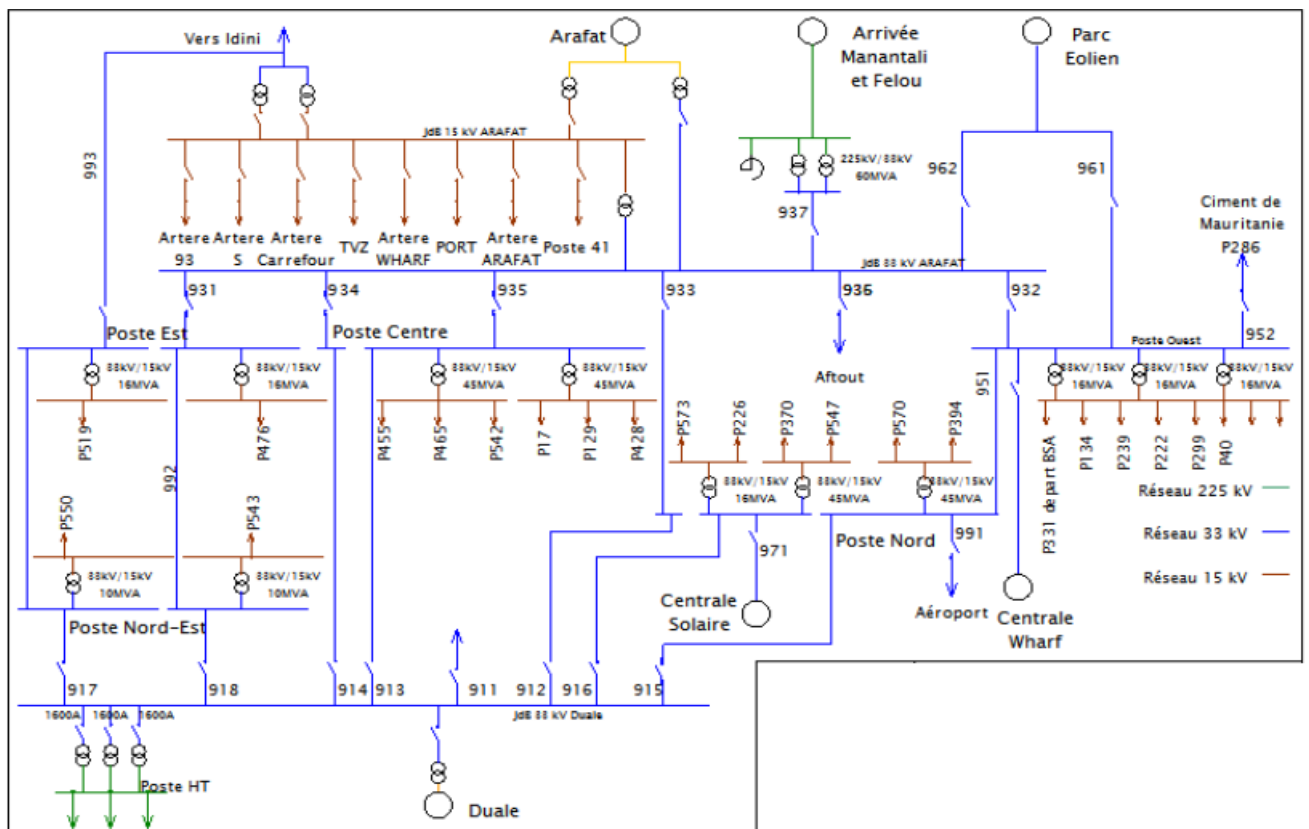 Vers Idini
Arafat
Arrivée
Manantali
et Felou
Parc
Eolien
993
JdB 15 kV ARAFAT
225kV/88kV
60MVA
962
961
937
Ciment de
Mauritanie
P286
Artere
93
Artere
S
Artere
Carrefour
TVZ
Artere
WHARF
PORT
Artere
ARAFAT
Poste 41
JdB 88 kV ARAFAT
931
934
935
933
936
932
952
Poste Est
Poste Centre
Poste Ouest
88kV/15kV
16MVA
88kV/15kV
16MVA
88kV/15kV
45MVA
88kV/15kV
45MVA
Aftout
951
88kV/15kV
16MVA
88kV/15kV
16MVA
88kV/15kV
16MVA
P519
P476
P455
P465
P542
P17
P129
P428
P573
P226
P370
P547
P570
P394
P331 depart BSA
P134
P239
P222
P299
P40
992
88kV/15kV
16MVA
88kV/15kV
45MVA
88kV/15kV
45MVA
Réseau 225 kV
Réseau 33 kV
Réseau 15 kV
P550
P543
971
Poste Nord
991
88kV/15kV
10MVA
88kV/15kV
10MVA
Poste Nord-Est
Centrale
Solaire
Aéroport
Centrale
Wharf
917
918
914
913
911
912
916
915
1600A
1600A
1600A
JdB 88 kV Duale
Poste HT
Duale